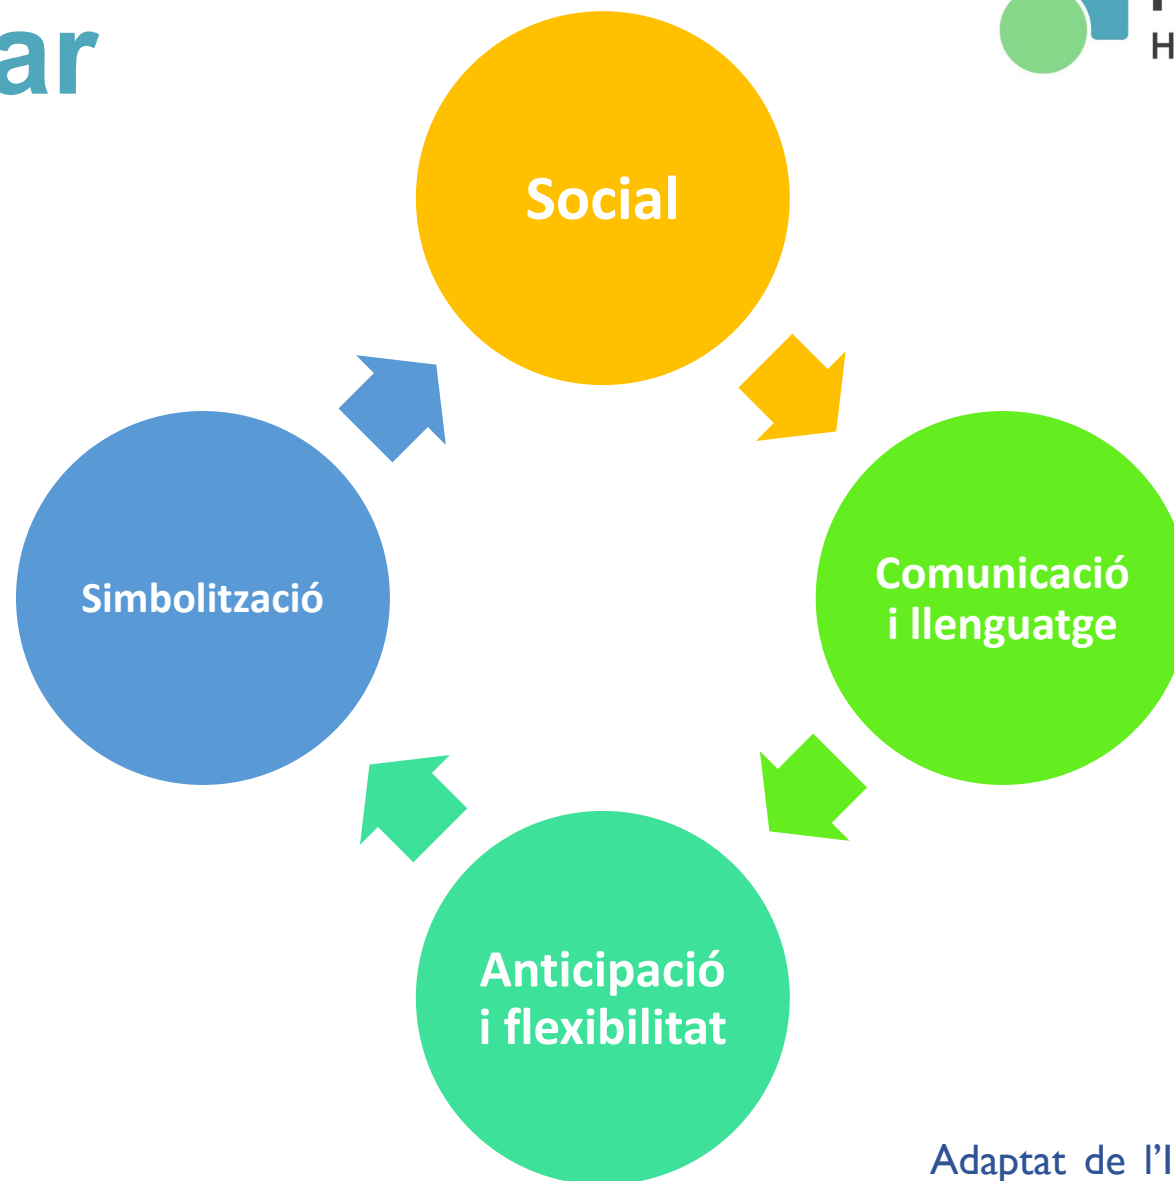 ar
H
Social
Simbolització
Comunicació
i llenguatge
Anticipació
i flexibilitat
Adaptat de l'I